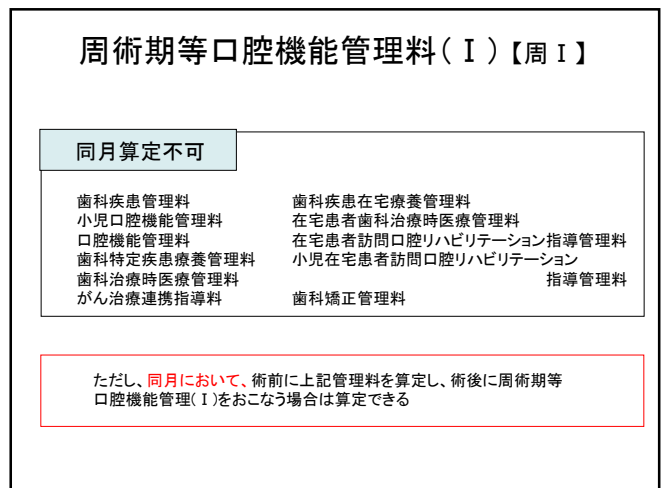 周術期等口腔機能管理料(Ⅰ)【周Ⅰ】
同月算定不可
歯科疾患管理料
小児口腔機能管理料
口腔機能管理料
歯科特定疾患療養管理料
歯科治療時医療管理料
がん治療連携指導料
歯科疾患在宅療養管理料
在宅患者歯科治療時医療管理料
在宅患者訪問口腔リハビリテーション指導管理料
小児在宅患者訪問口腔リハビリテーション
指導管理料
歯科矯正管理料
ただし、同月において、術前に上記管理料を算定し、術後に周術期等
口腔機能管理(Ⅰ)をおこなう場合は算定できる